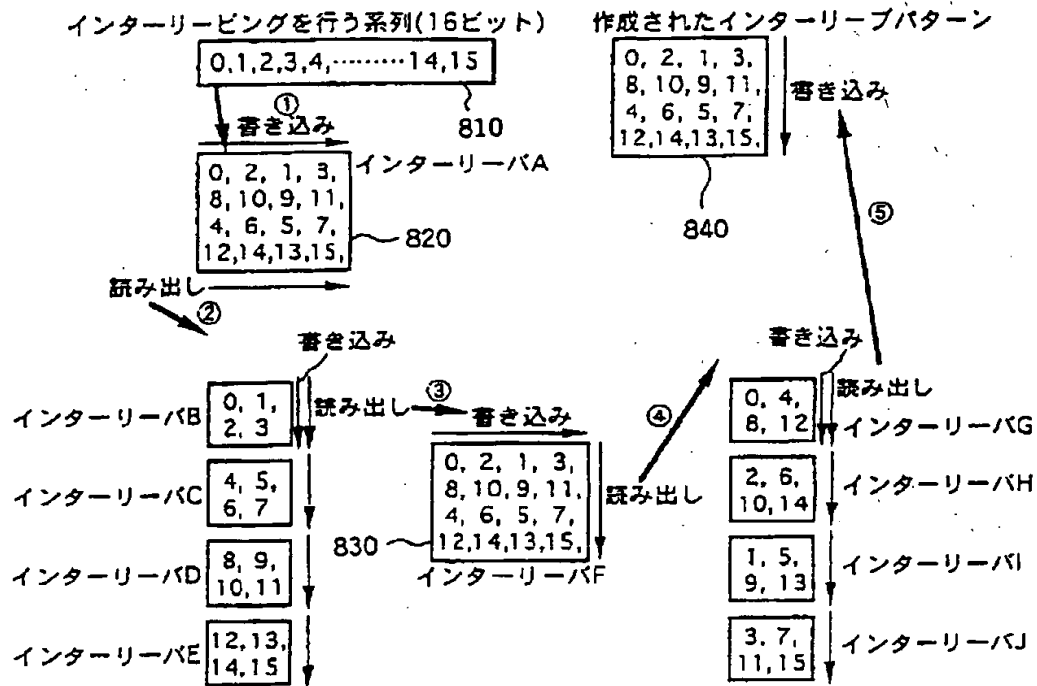 インターリービングを行う系列(16ビット)
0,1,2,3,4,………14,15
810
①
書き込み
インターリーバA
0, 2, 1, 3,
8, 10, 9, 11,
4, 6, 5, 7,
12,14,13,15,
820
読み出し
②
書き込み
インターリーバB
0, 1,
2, 3
読み出し
インターリーバC
4, 5,
6, 7
インターリーバD
8, 9,
10,11
インターリーバE
12,13,
14,15
③
書き込み
0, 2, 1, 3,
8, 10, 9, 11,
4, 6, 5, 7,
12,14,13,15,
830
インターリーバF
読み出し
④
作成されたインターリーブパターン
0, 2, 1, 3,
8, 10, 9, 11,
4, 6, 5, 7,
12,14,13,15,
書き込み
840
⑤
書き込み
0, 4,
8, 12
読み出し
インターリーバG
2, 6,
10,14
インターリーバH
1, 5,
9, 13
インターリーバI
3, 7,
11,15
インターリーバJ